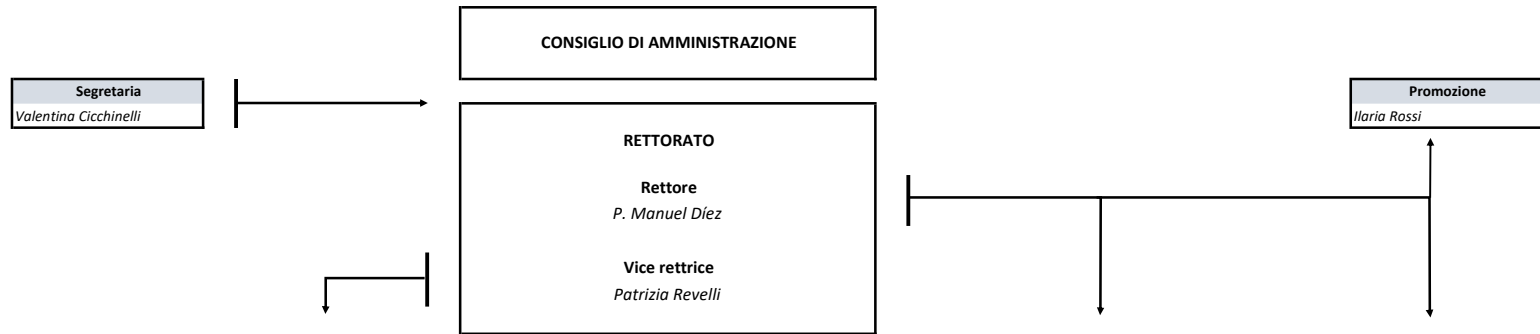 CONSIGLIO DI AMMINISTRAZIONE
Segretaria
Valentina Cicchinelli
Promozione
Ilaria Rossi
RETTORATO
Rettore
P. Manuel Díez
Vice rettrice
Patrizia Revelli